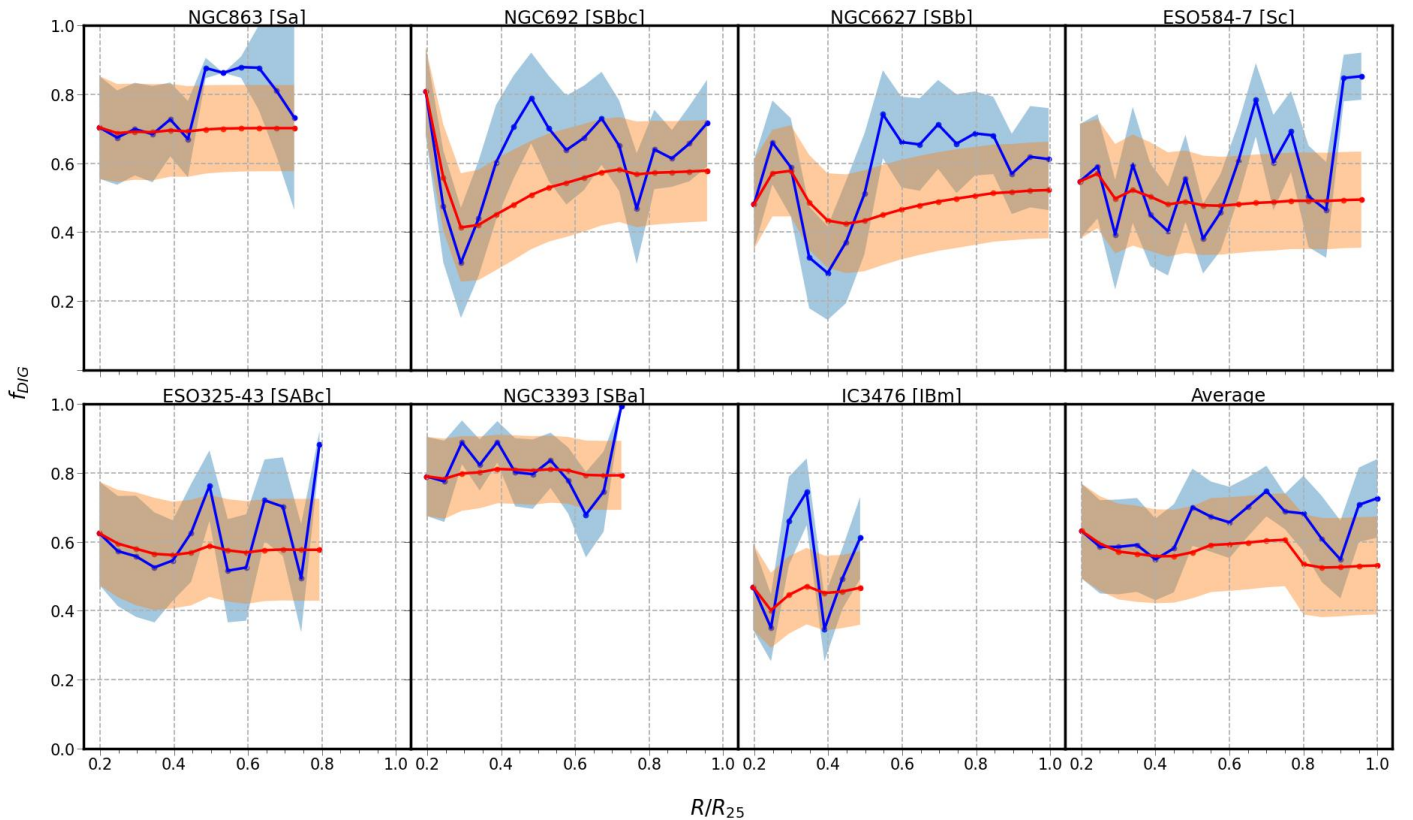 NGC863 [Sa] NGC692 [SBbc] NGC6627 [SBb] ESO584-7 [Sc]
1.0
0.8
0.6
0.4
0.2
f_DIG
ESO325-43 [SABc] NGC3393 [SBa] IC3476 [IBm] Average
1.0
0.8
0.6
0.4
0.2
0.0
0.2 0.4 0.6 0.8 1.0 0.2 0.4 0.6 0.8 1.0 0.2 0.4 0.6 0.8 1.0 0.2 0.4 0.6 0.8 1.0
R/R_25